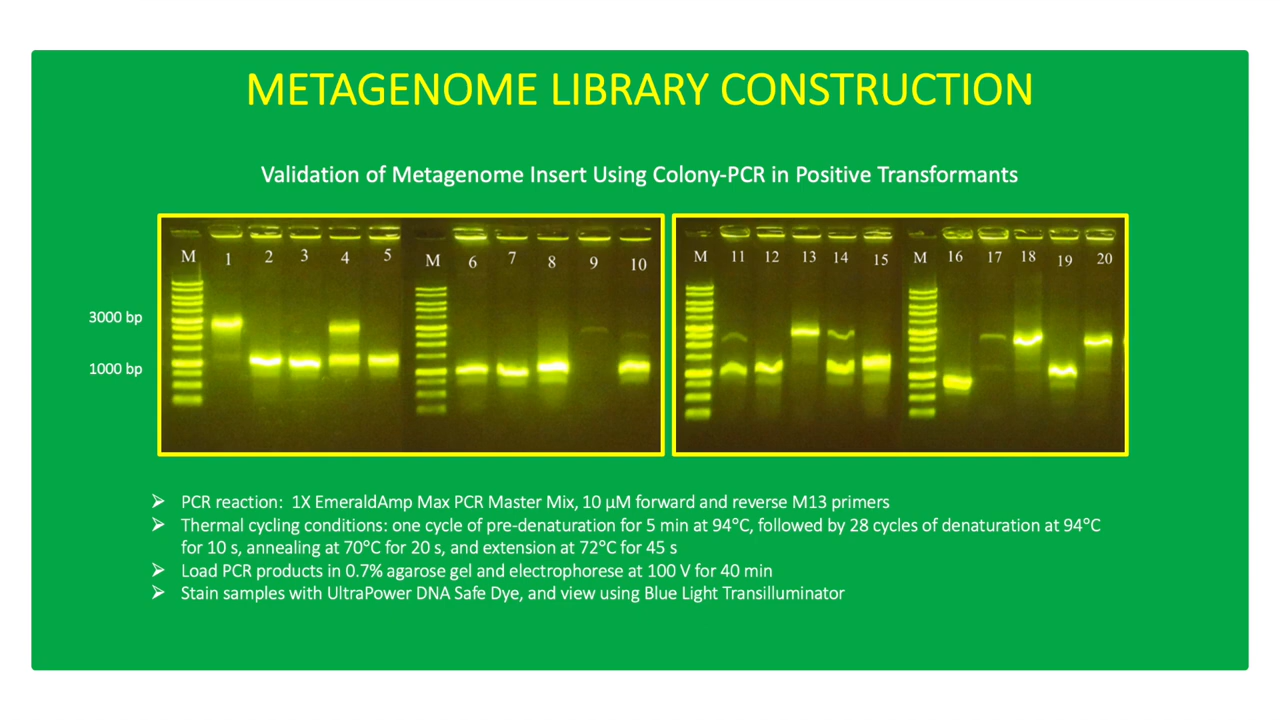 METAGENOME LIBRARY CONSTRUCTION
Validation of Metagenome Insert Using Colony-PCR in Positive Transformants
M 1 2 3 4 5 M 6 7 8 9 10
M 11 12 13 14 15 M 16 17 18 19 20
3000 bp
1000 bp
➢ PCR reaction: 1X EmeraldAmp Max PCR Master Mix, 10 µM forward and reverse M13 primers
➢ Thermal cycling conditions: one cycle of pre-denaturation for 5 min at 94°C, followed by 28 cycles of denaturation at 94°C
for 10 s, annealing at 70°C for 20 s, and extension at 72°C for 45 s
➢ Load PCR products in 0.7% agarose gel and electrophorese at 100 V for 40 min
➢ Stain samples with UltraPower DNA Safe Dye, and view using Blue Light Transilluminator